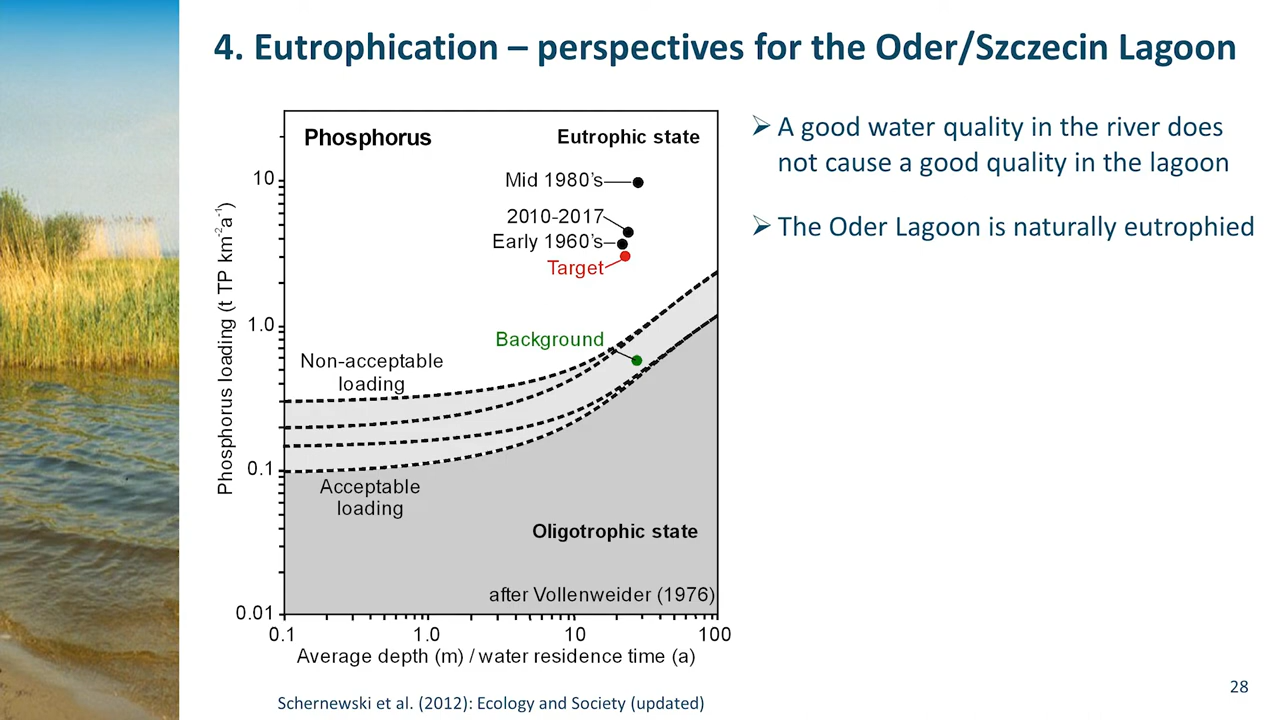 4. Eutrophication – perspectives for the Oder/Szczecin Lagoon
Phosphorus
Eutrophic state
Mid 1980's
2010-2017
Early 1960's
Target
Background
Non-acceptable
loading
Acceptable
loading
Oligotrophic state
after Vollenweider (1976)
Phosphorus loading (t TP km⁻²a⁻¹)
10
1.0
0.1
0.01
0.1
1.0
10
100
Average depth (m) / water residence time (a)
Schernewski et al. (2012): Ecology and Society (updated)
➢ A good water quality in the river does
not cause a good quality in the lagoon
➢ The Oder Lagoon is naturally eutrophied
28